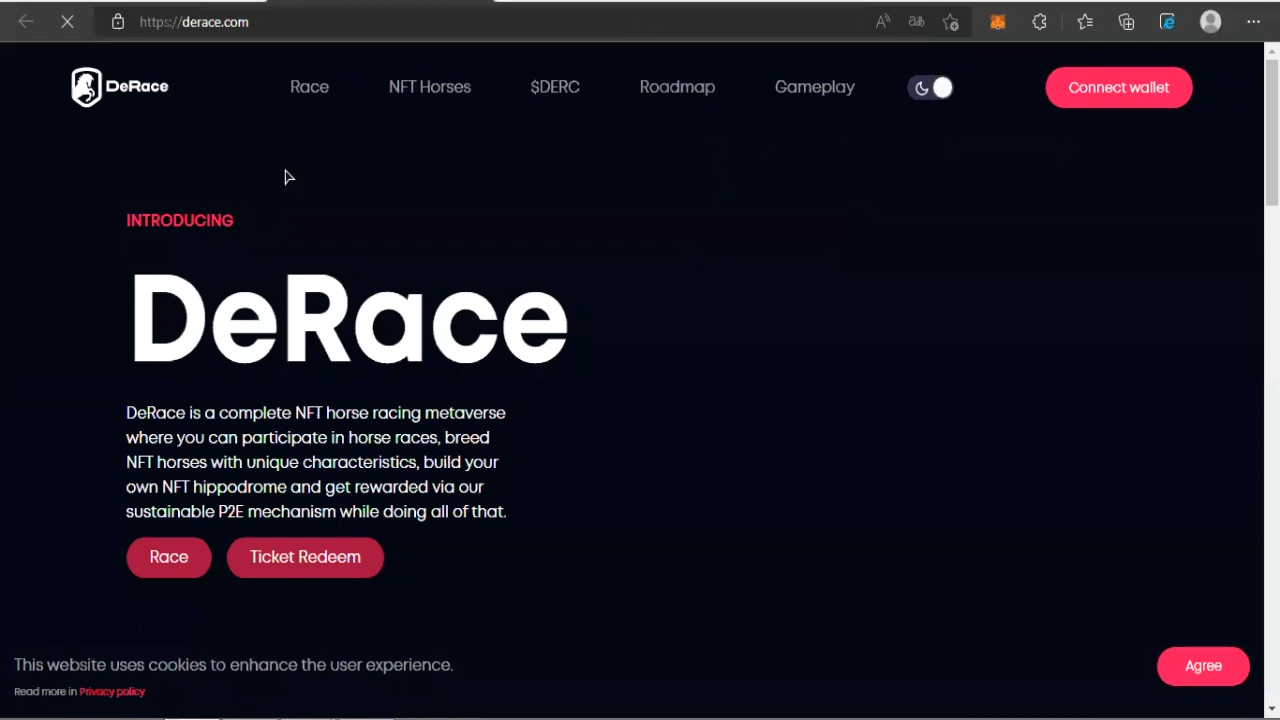 https://derace.com
DeRace
Race
NFT Horses
$DERC
Roadmap
Gameplay
Connect wallet
INTRODUCING
DeRace
DeRace is a complete NFT horse racing metaverse
where you can participate in horse races, breed
NFT horses with unique characteristics, build your
own NFT hippodrome and get rewarded via our
sustainable P2E mechanism while doing all of that.
Race
Ticket Redeem
This website uses cookies to enhance the user experience.
Read more in Privacy policy
Agree